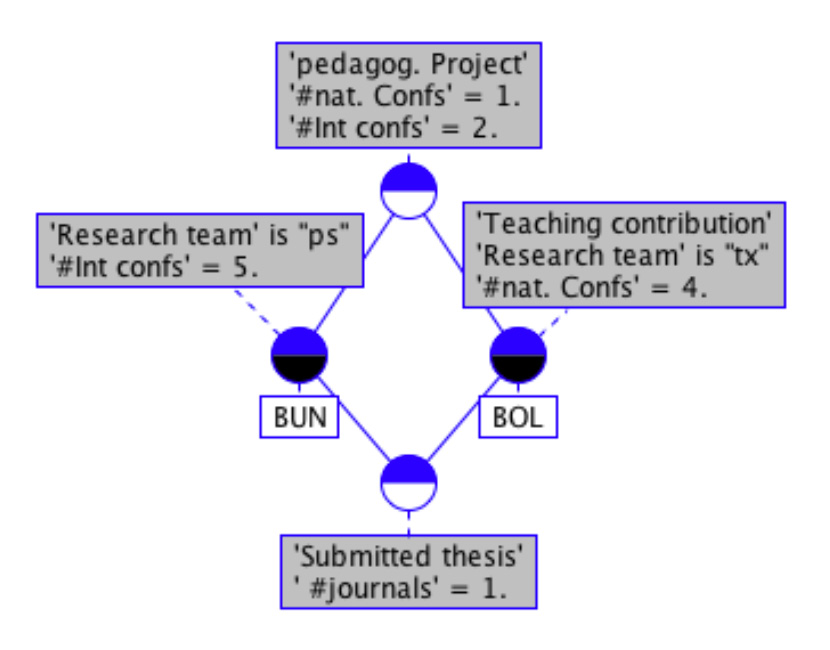 'pedagog. Project'
'#nat. Confs' = 1.
'#Int confs' = 2.
'Research team' is "ps"
'#Int confs' = 5.
'Teaching contribution'
'Research team' is "tx"
'#nat. Confs' = 4.
BUN
BOL
'Submitted thesis'
' #journals' = 1.